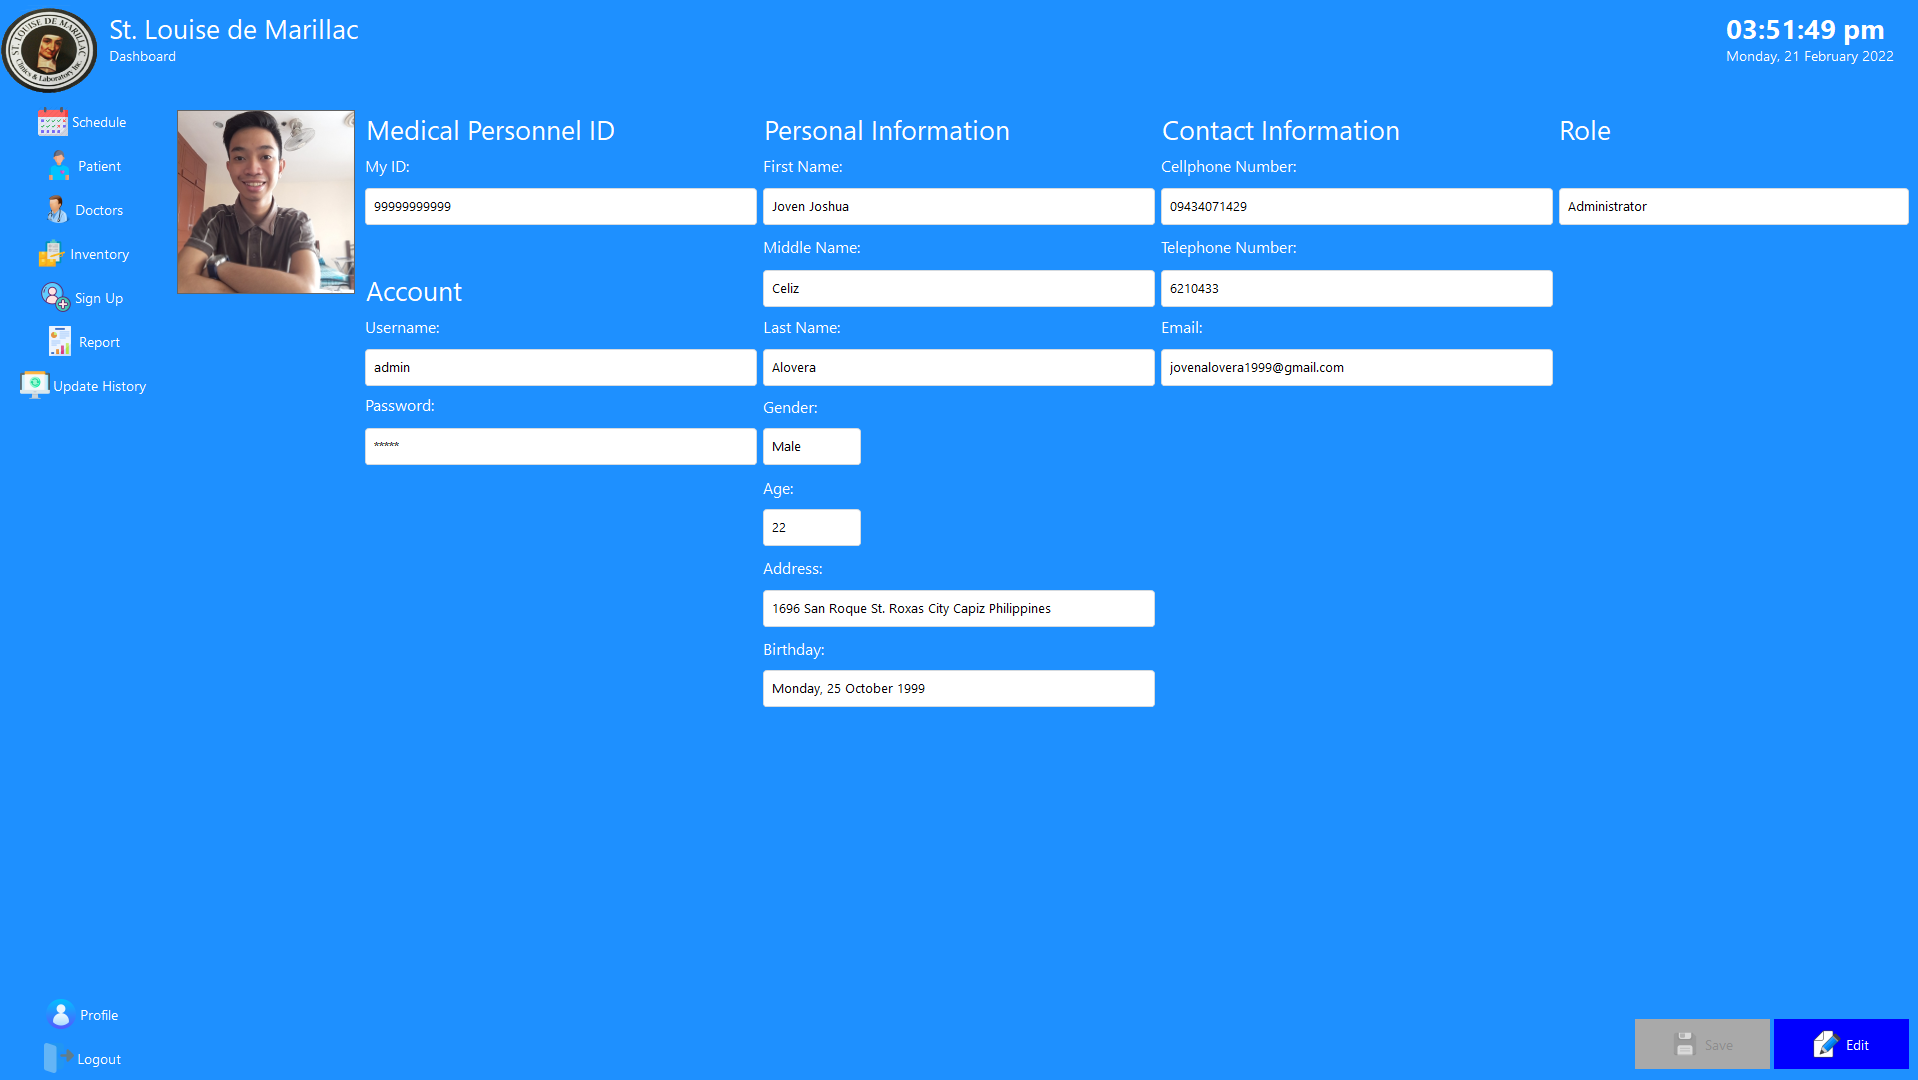 St. Louise de Marillac
Dashboard
03:51:49 pm
Monday, 21 February 2022
ST. LOUISE DE MARILLAC
Clinics & Laboratory Inc.
Schedule
Patient
Doctors
Inventory
Sign Up
Report
Update History
Medical Personnel ID
My ID:
99999999999
Account
Username:
admin
Password:
*****
Personal Information
First Name:
Joven Joshua
Middle Name:
Celiz
Last Name:
Alovera
Gender:
Male
Age:
22
Address:
1696 San Roque St. Roxas City Capiz Philippines
Birthday:
Monday, 25 October 1999
Contact Information
Cellphone Number:
09434071429
Telephone Number:
6210433
Email:
jovenalovera1999@gmail.com
Role
Administrator
Profile
Logout
Save
Edit